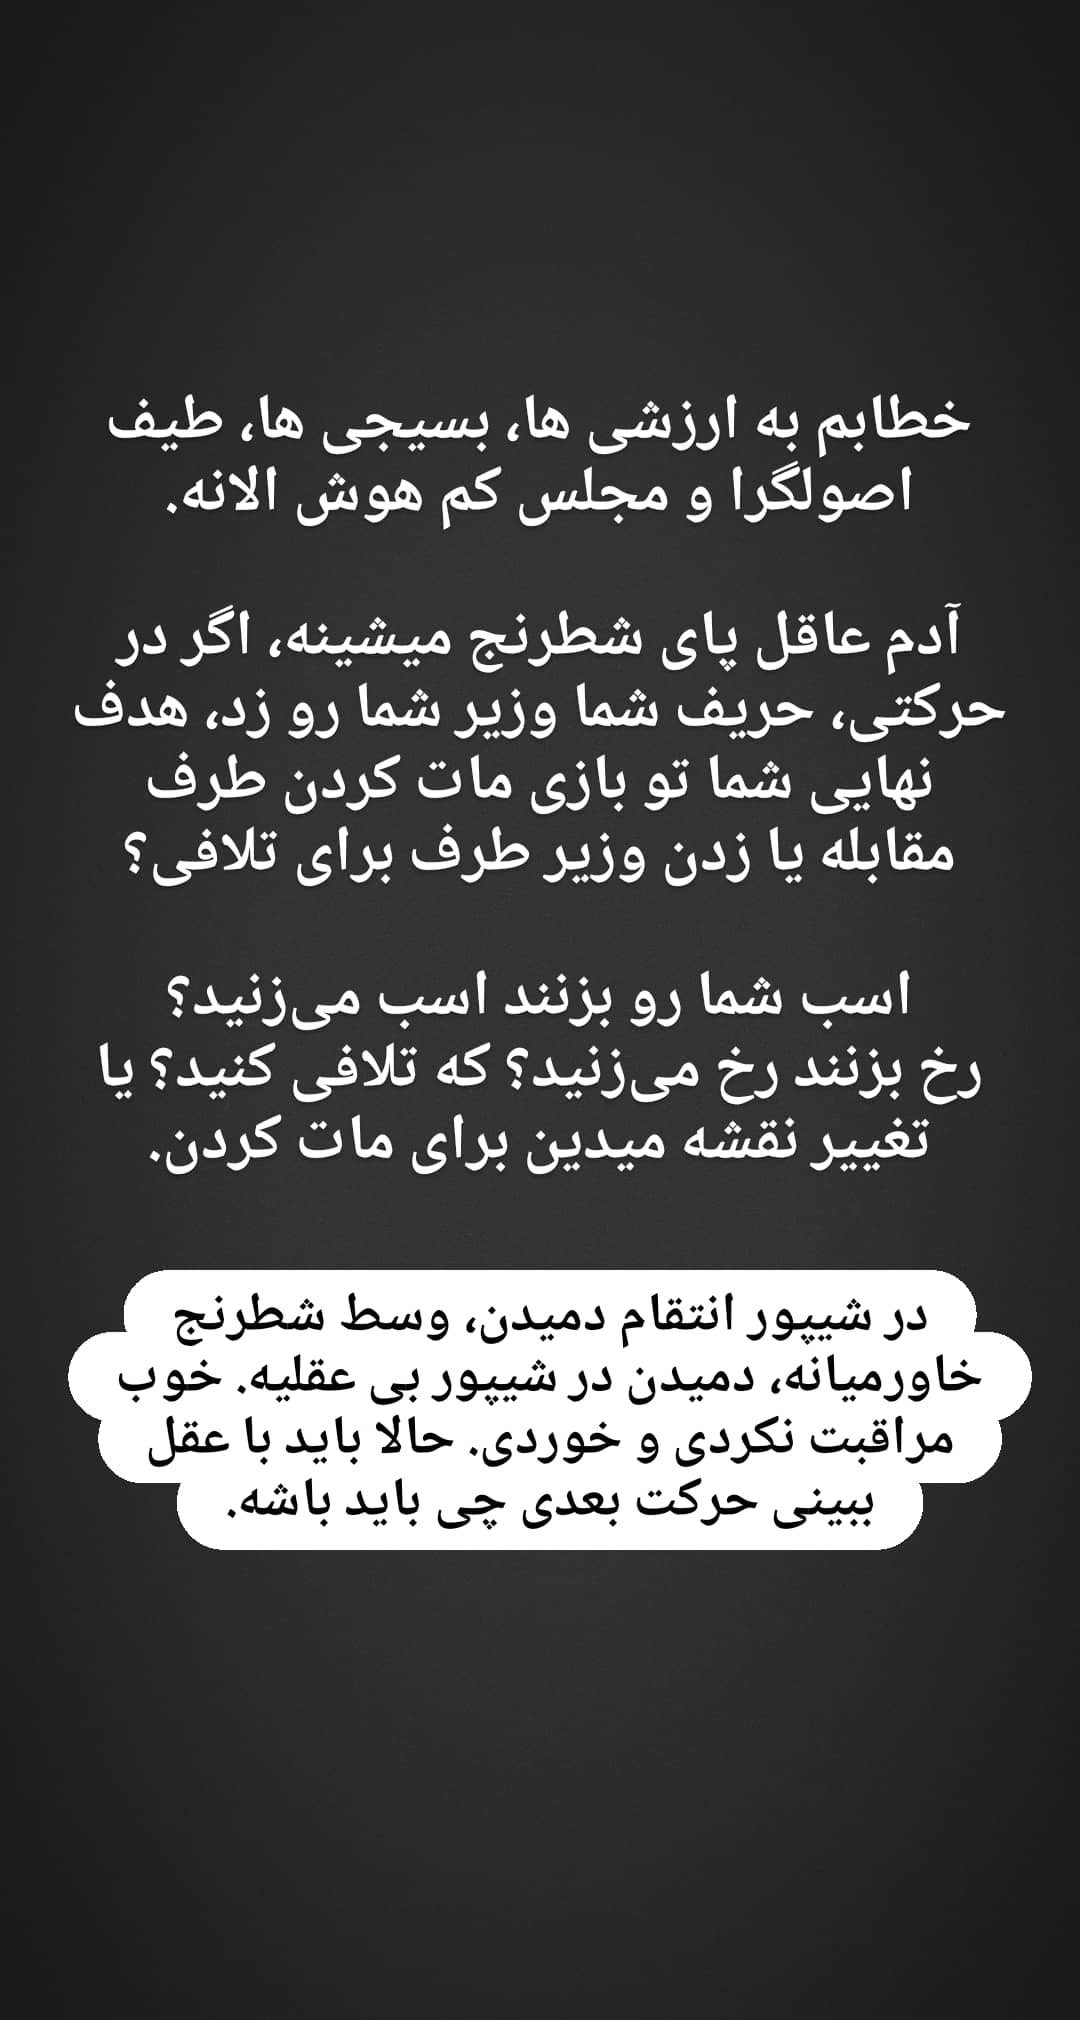 خطابم به ارزشی ها، بسیجی ها، طیف
اصولگرا و مجلس کم هوش الانه.
آدم عاقل پای شطرنج میشینه، اگر در
حرکتی، حریف شما وزیر شما رو زد، هدف
نهایی شما تو بازی مات کردن طرف
مقابله یا زدن وزیر طرف برای تلافی؟
اسب شما رو بزنند اسب می‌زنید؟
رخ بزنند رخ می‌زنید؟ که تلافی کنید؟ یا
تغییر نقشه میدین برای مات کردن.
در شیپور انتقام دمیدن، وسط شطرنج
خاورمیانه، دمیدن در شیپور بی عقلیه. خوب
مراقبت نکردی و خوردی. حالا باید با عقل
ببینی حرکت بعدی چی باید باشه.